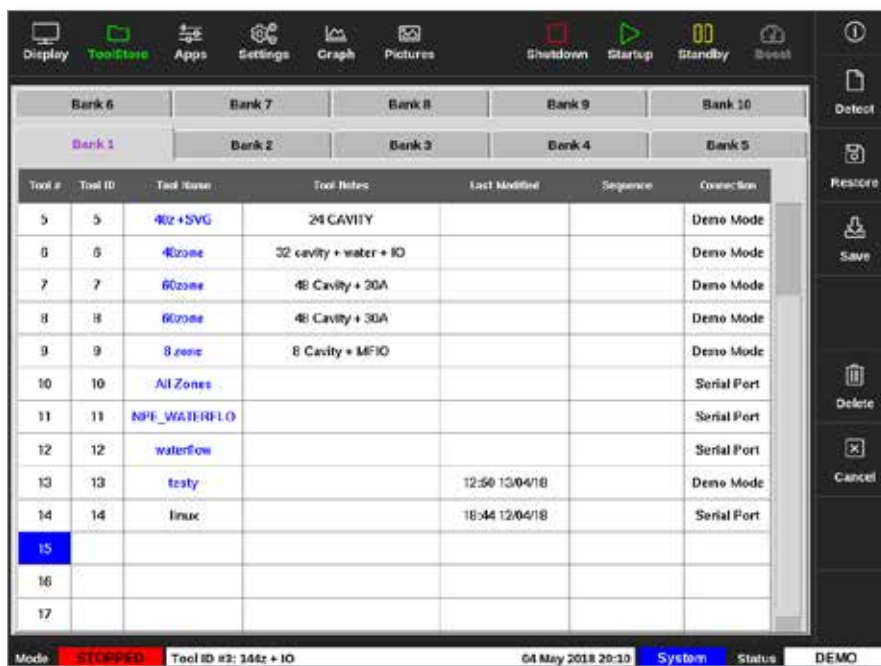 Display ToolStore Apps Settings Graph Pictures Shutdown Startup Standby Boost
Detect
Restore
Save
Delete
Cancel
Bank 6 Bank 7 Bank 8 Bank 9 Bank 10
Bank 1 Bank 2 Bank 3 Bank 4 Bank 5
Tool # Tool ID Tool Name Tool Notes Last Modified Sequence Connection
5 5 40z +SVG 24 CAVITY Demo Mode
6 6 40zone 32 cavity + water + IO Demo Mode
7 7 60zone 48 Cavity + 30A Demo Mode
8 8 60zone 48 Cavity + 30A Demo Mode
9 9 8 zone 8 Cavity + MFIO Demo Mode
10 10 All Zones Serial Port
11 11 NPE_WATERFLO Serial Port
12 12 waterflow Serial Port
13 13 testy 12:50 13/04/18 Demo Mode
14 14 linux 18:44 12/04/18 Serial Port
15
16
17
Mode STOPPED Tool ID #3: 144z + IO 04 May 2018 20:10 System Status DEMO